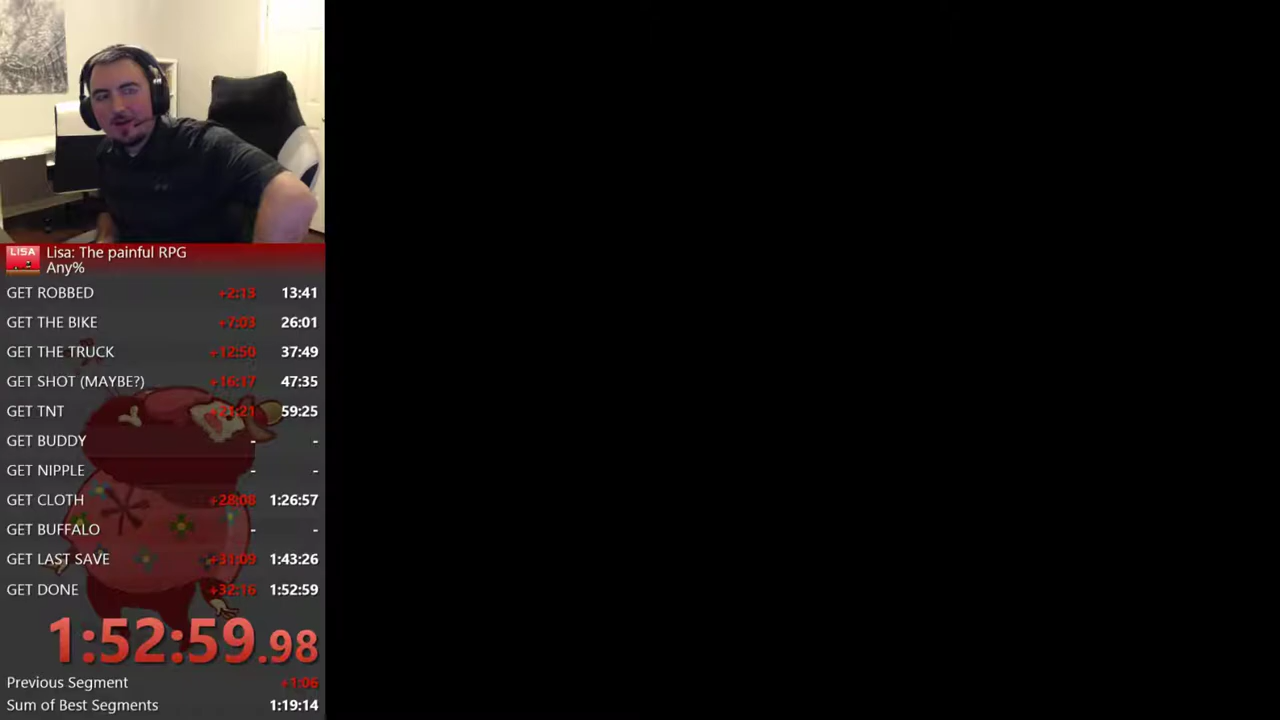 LISA
Lisa: The painful RPG
Any%
GET ROBBED +2:13 13:41
GET THE BIKE +7:03 26:01
GET THE TRUCK +12:50 37:49
GET SHOT (MAYBE?) +16:17 47:35
GET TNT +21:21 59:25
GET BUDDY - -
GET NIPPLE - -
GET CLOTH +28:08 1:26:57
GET BUFFALO - -
GET LAST SAVE +31:09 1:43:26
GET DONE +32:16 1:52:59
1:52:59.98
Previous Segment +1:06
Sum of Best Segments 1:19:14